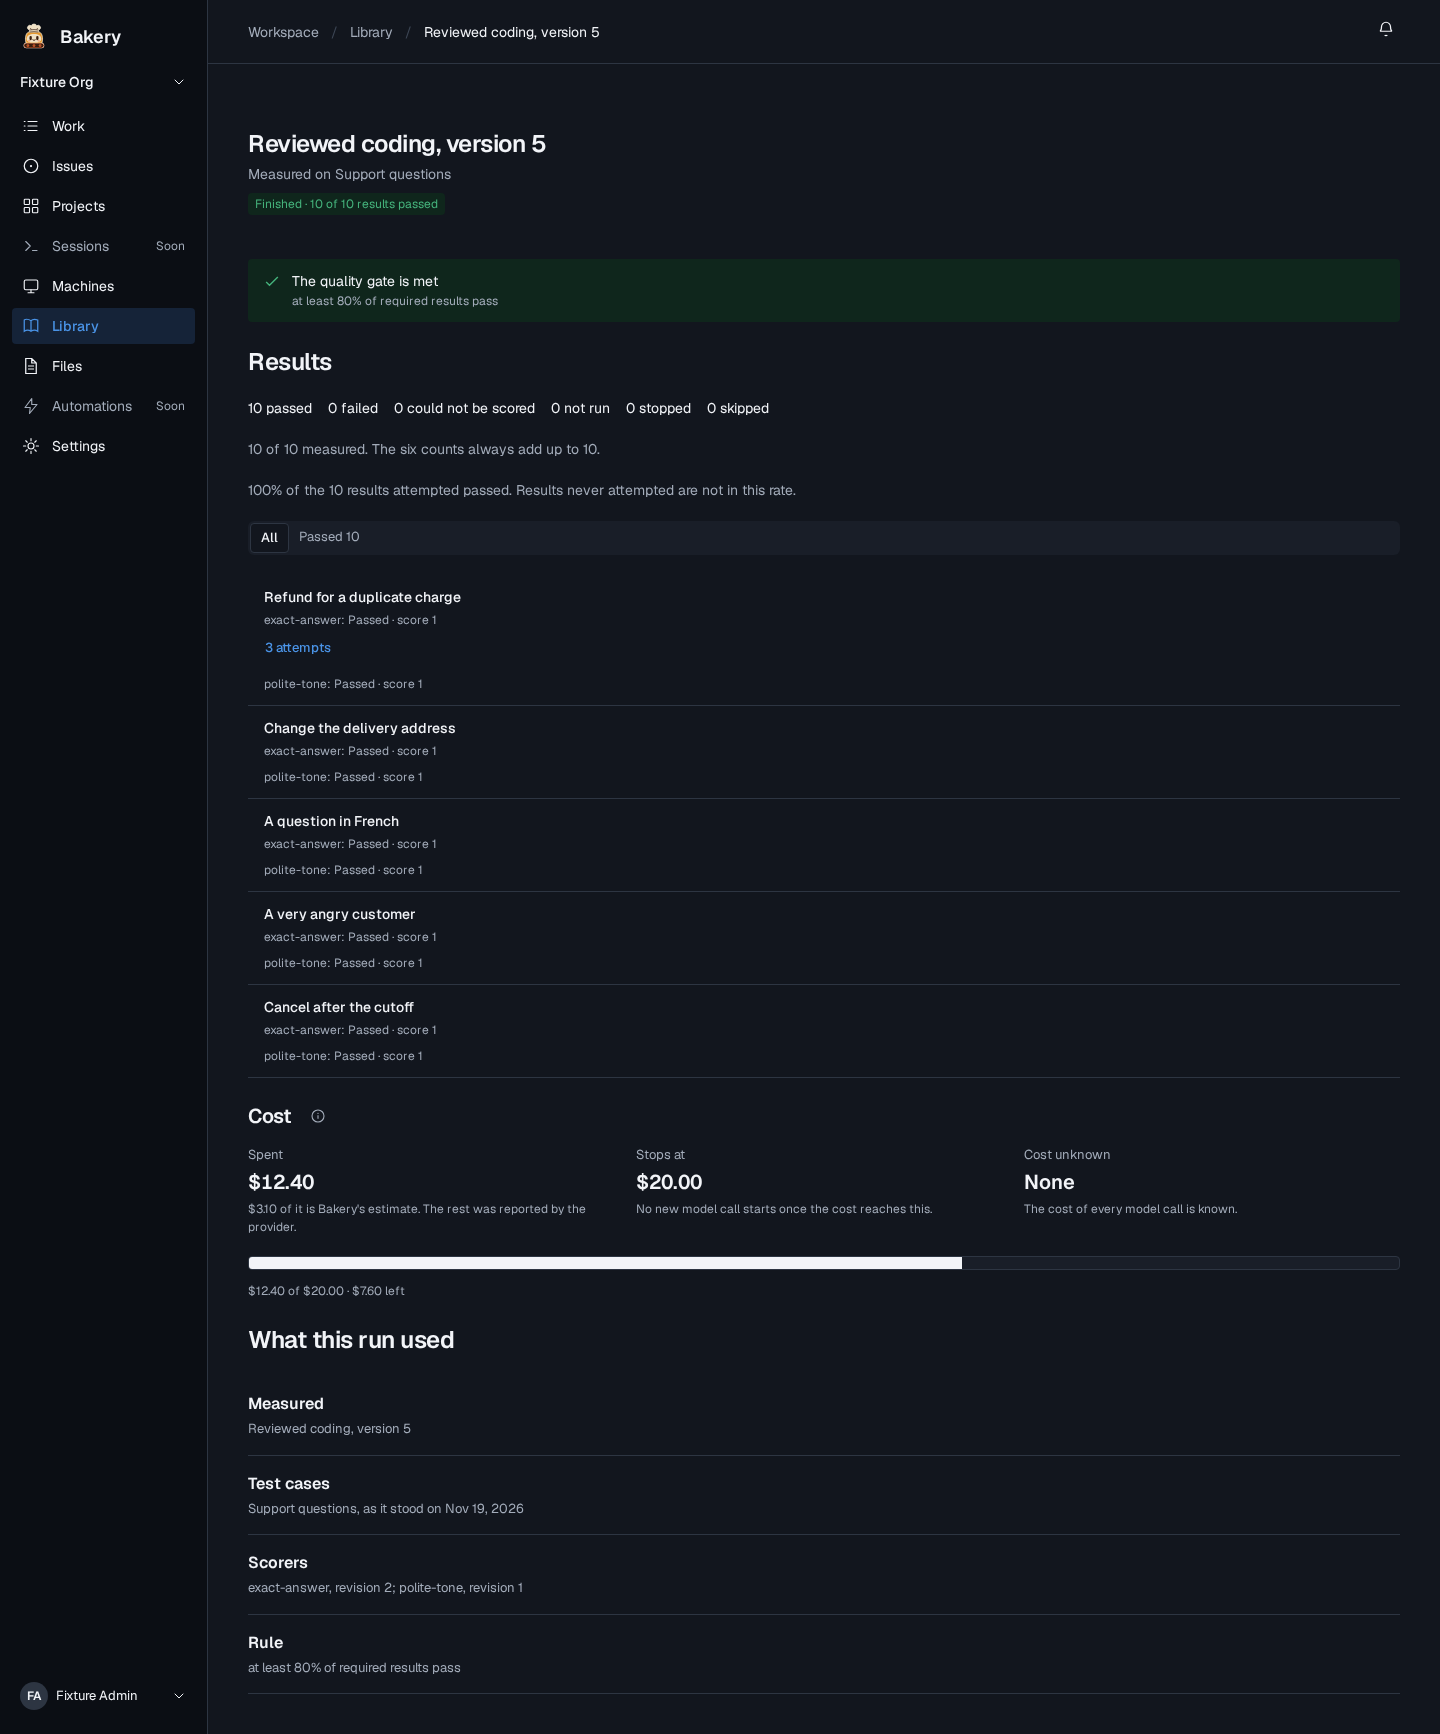 Bakery
Fixture Org
Work
Issues
Projects
Sessions Soon
Machines
Library
Files
Automations Soon
Settings
FA Fixture Admin
Workspace / Library / Reviewed coding, version 5
Reviewed coding, version 5
Measured on Support questions
Finished · 10 of 10 results passed
The quality gate is met
at least 80% of required results pass
Results
10 passed 0 failed 0 could not be scored 0 not run 0 stopped 0 skipped
10 of 10 measured. The six counts always add up to 10.
100% of the 10 results attempted passed. Results never attempted are not in this rate.
All Passed 10
Refund for a duplicate charge
exact-answer: Passed · score 1
3 attempts
polite-tone: Passed · score 1
Change the delivery address
exact-answer: Passed · score 1
polite-tone: Passed · score 1
A question in French
exact-answer: Passed · score 1
polite-tone: Passed · score 1
A very angry customer
exact-answer: Passed · score 1
polite-tone: Passed · score 1
Cancel after the cutoff
exact-answer: Passed · score 1
polite-tone: Passed · score 1
Cost
Spent
$12.40
$3.10 of it is Bakery's estimate. The rest was reported by the
provider.
Stops at
$20.00
No new model call starts once the cost reaches this.
Cost unknown
None
The cost of every model call is known.
$12.40 of $20.00 · $7.60 left
What this run used
Measured
Reviewed coding, version 5
Test cases
Support questions, as it stood on Nov 19, 2026
Scorers
exact-answer, revision 2; polite-tone, revision 1
Rule
at least 80% of required results pass